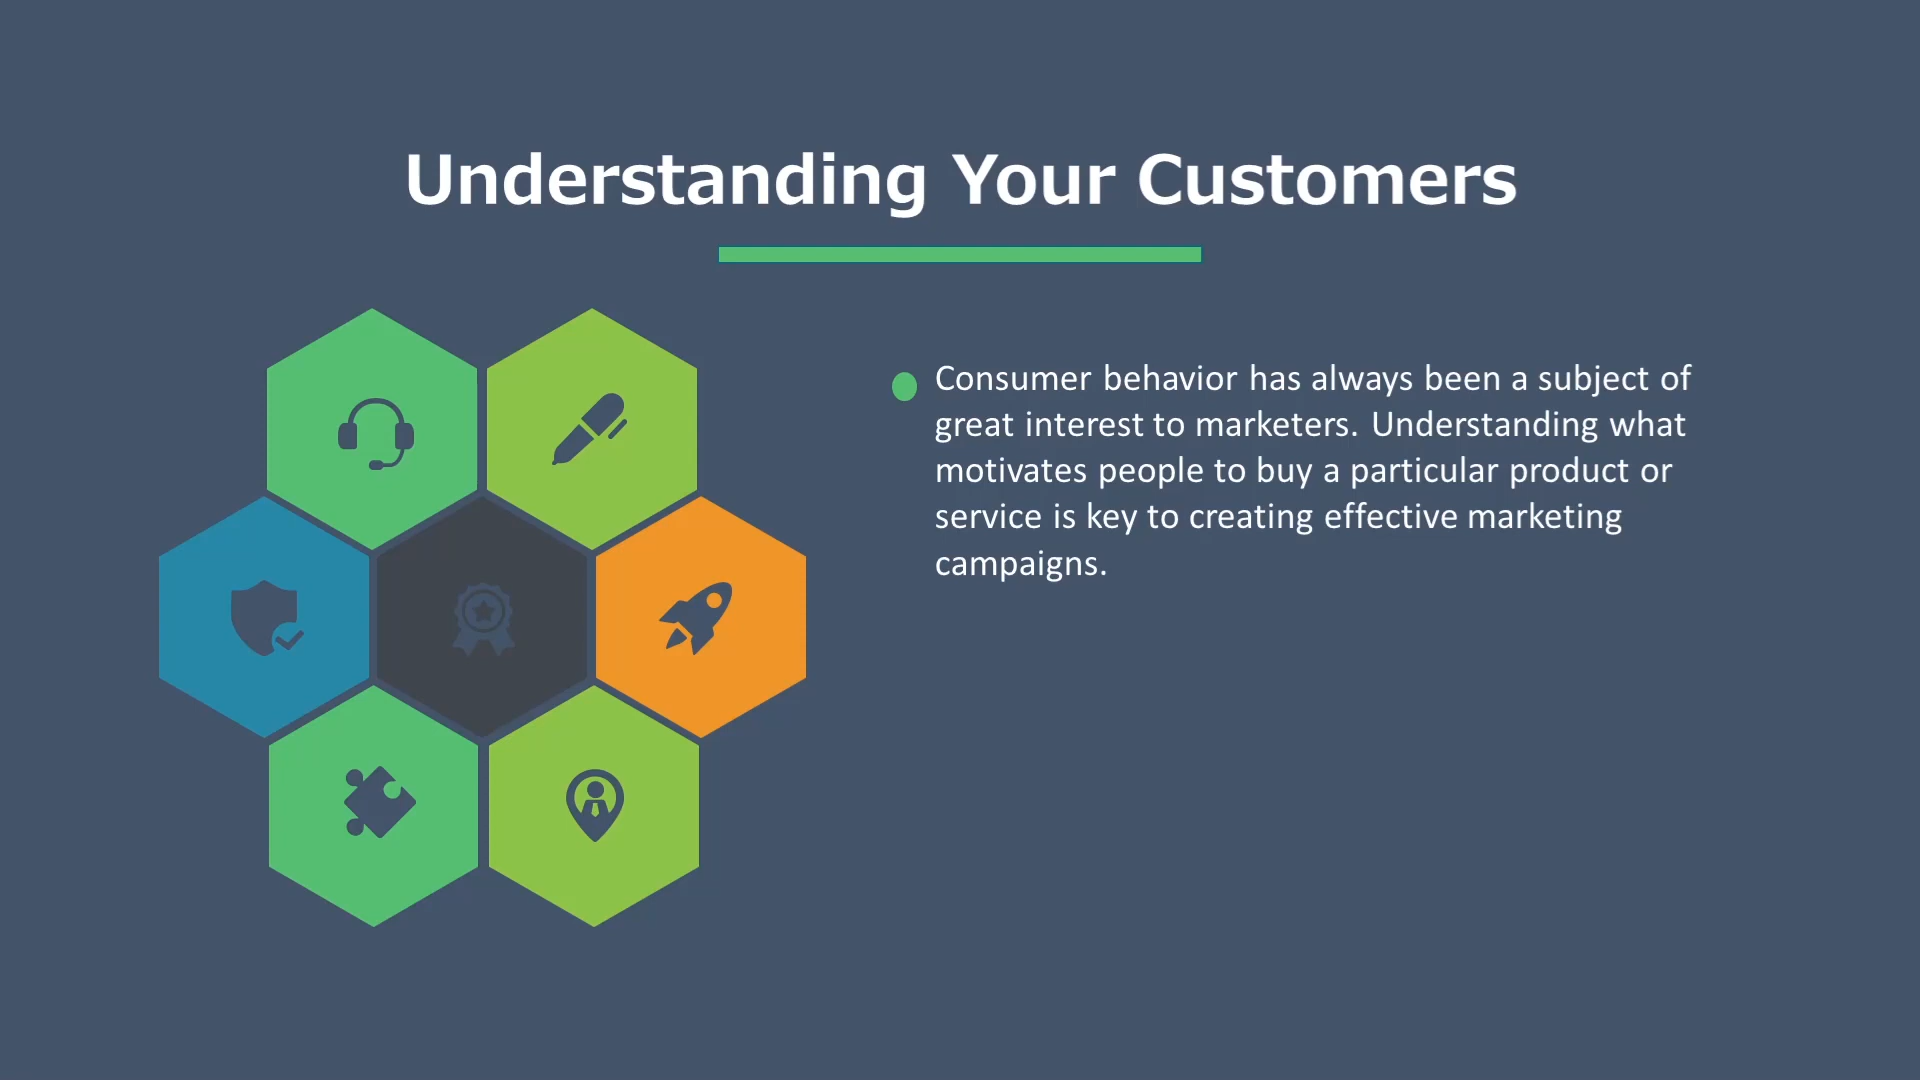 Understanding Your Customers
Consumer behavior has always been a subject of
great interest to marketers. Understanding what
motivates people to buy a particular product or
service is key to creating effective marketing
campaigns.